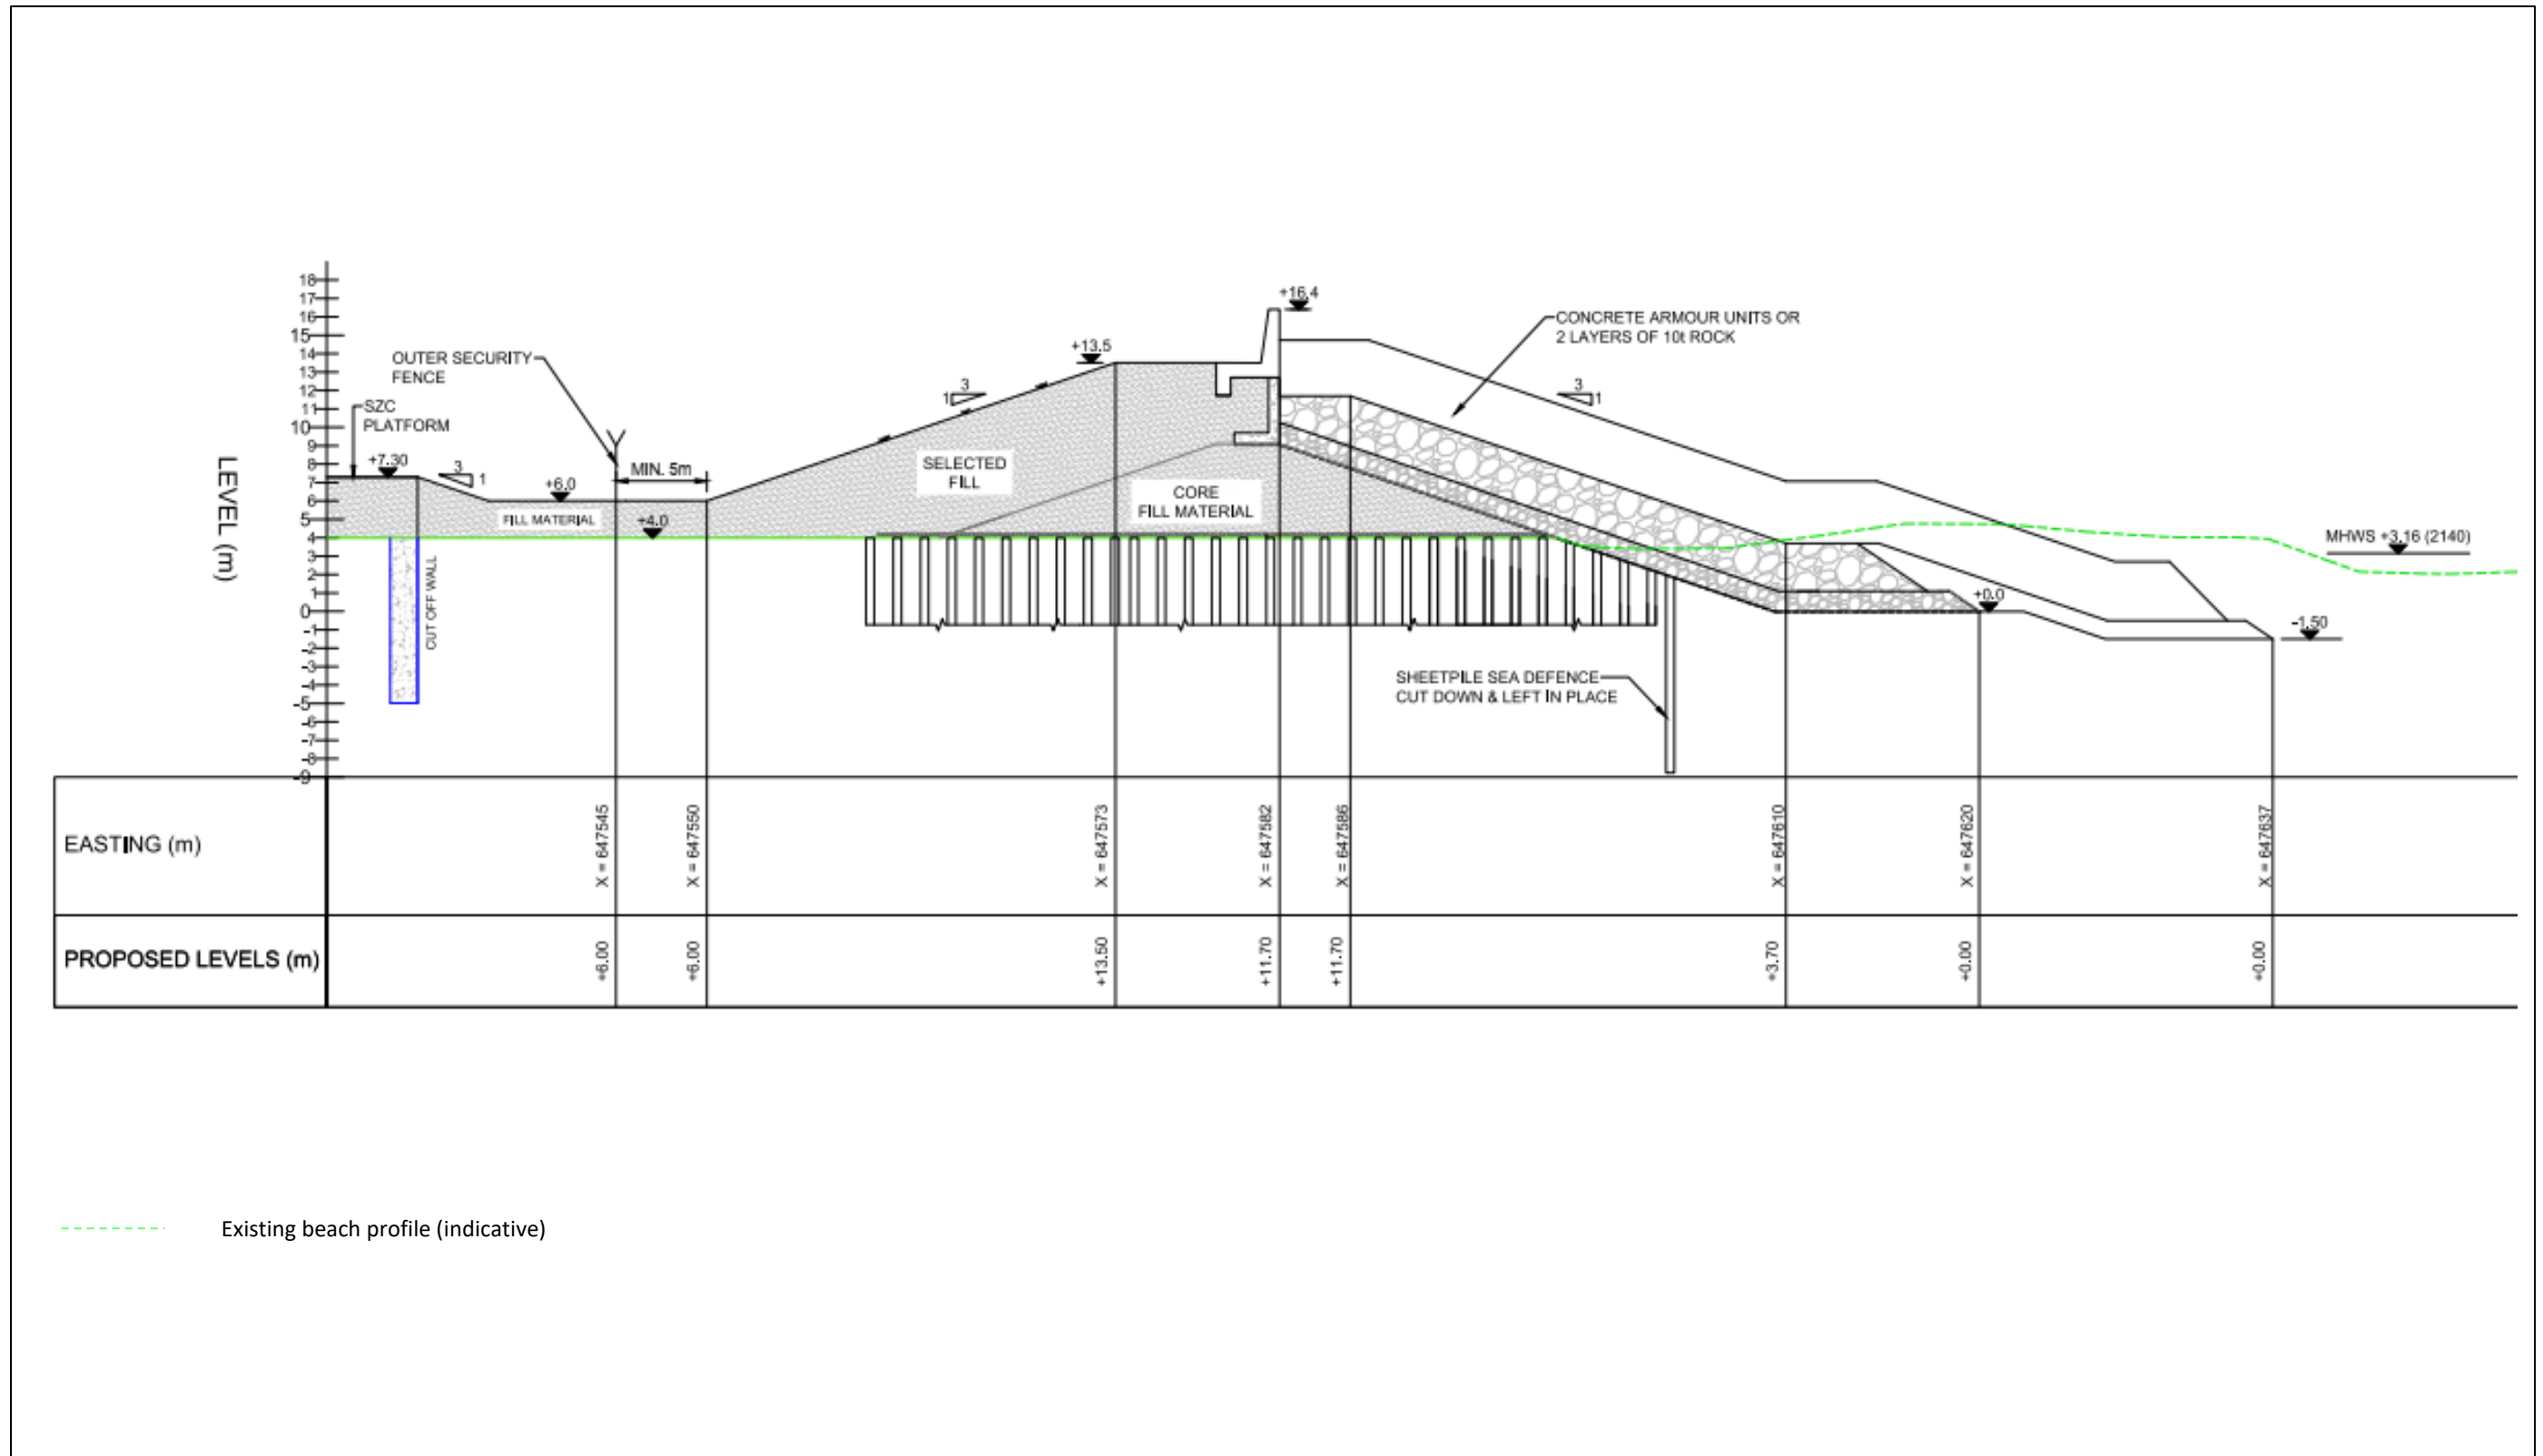 18
17
16
15
14
13
12
11
10
9
8
7
6
5
4
3
2
1
0
-1
-2
-3
-4
-5
-6
-7
-8
-9
LEVEL (m)
SZC
PLATFORM
+7.30
3
1
OUTER SECURITY
FENCE
+6.0
MIN. 5m
FILL MATERIAL
+4.0
CUT OFF WALL
3
1
+13.5
SELECTED
FILL
CORE
FILL MATERIAL
+16.4
CONCRETE ARMOUR UNITS OR
2 LAYERS OF 10t ROCK
3
1
MHWS +3.16 (2140)
+0.0
-1.50
SHEETPILE SEA DEFENCE
CUT DOWN & LEFT IN PLACE
EASTING (m)
X = 647545
X = 647550
X = 647573
X = 647582
X = 647586
X = 647610
X = 647620
X = 647637
PROPOSED LEVELS (m)
+6.00
+6.00
+13.50
+11.70
+11.70
+3.70
+0.00
+0.00
Existing beach profile (indicative)